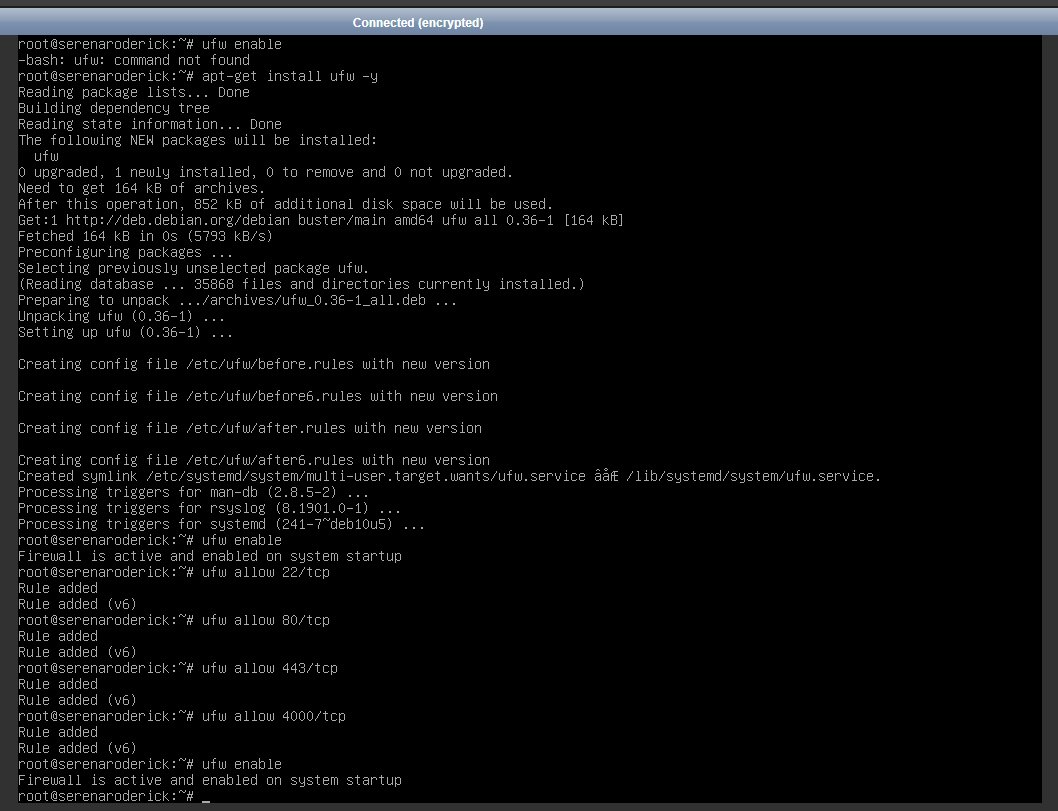 Connected (encrypted)
root@serenaroderick:~# ufw enable
-bash: ufw: command not found
root@serenaroderick:~# apt-get install ufw -y
Reading package lists... Done
Building dependency tree
Reading state information... Done
The following NEW packages will be installed:
  ufw
0 upgraded, 1 newly installed, 0 to remove and 0 not upgraded.
Need to get 164 kB of archives.
After this operation, 852 kB of additional disk space will be used.
Get:1 http://deb.debian.org/debian buster/main amd64 ufw all 0.36-1 [164 kB]
Fetched 164 kB in 0s (5793 kB/s)
Preconfiguring packages ...
Selecting previously unselected package ufw.
(Reading database ... 35868 files and directories currently installed.)
Preparing to unpack .../archives/ufw_0.36-1_all.deb ...
Unpacking ufw (0.36-1) ...
Setting up ufw (0.36-1) ...
Creating config file /etc/ufw/before.rules with new version
Creating config file /etc/ufw/before6.rules with new version
Creating config file /etc/ufw/after.rules with new version
Creating config file /etc/ufw/after6.rules with new version
Created symlink /etc/systemd/system/multi-user.target.wants/ufw.service ââŒ /lib/systemd/system/ufw.service.
Processing triggers for man-db (2.8.5-2) ...
Processing triggers for rsyslog (8.1901.0-1) ...
Processing triggers for systemd (241-7~deb10u5) ...
root@serenaroderick:~# ufw enable
Firewall is active and enabled on system startup
root@serenaroderick:~# ufw allow 22/tcp
Rule added
Rule added (v6)
root@serenaroderick:~# ufw allow 80/tcp
Rule added
Rule added (v6)
root@serenaroderick:~# ufw allow 443/tcp
Rule added
Rule added (v6)
root@serenaroderick:~# ufw allow 4000/tcp
Rule added
Rule added (v6)
root@serenaroderick:~# ufw enable
Firewall is active and enabled on system startup
root@serenaroderick:~# _